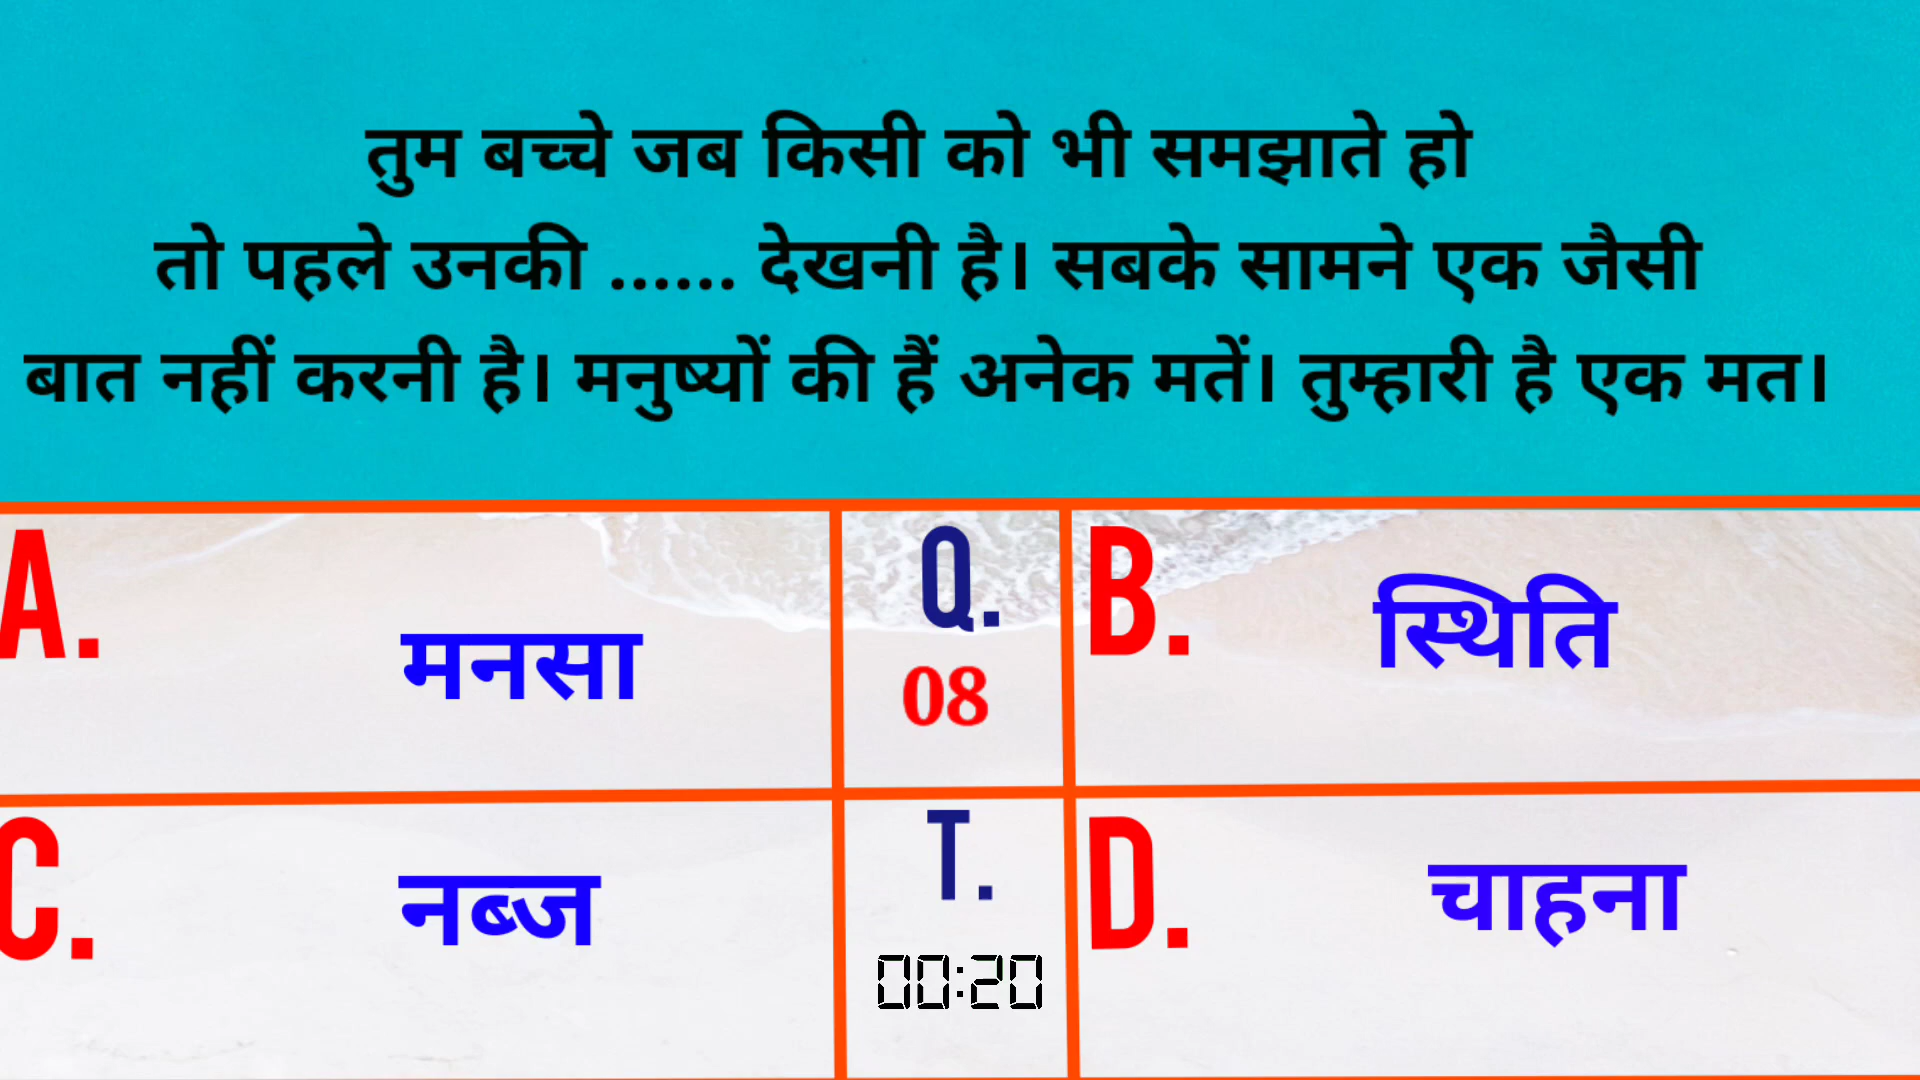 तुम बच्चे जब किसी को भी समझाते हो
तो पहले उनकी ...... देखनी है। सबके सामने एक जैसी
बात नहीं करनी है। मनुष्यों की हैं अनेक मतें। तुम्हारी है एक मत।
A.
मनसा
Q.
08
B.
स्थिति
C.
नब्ज
T.
00:20
D.
चाहना